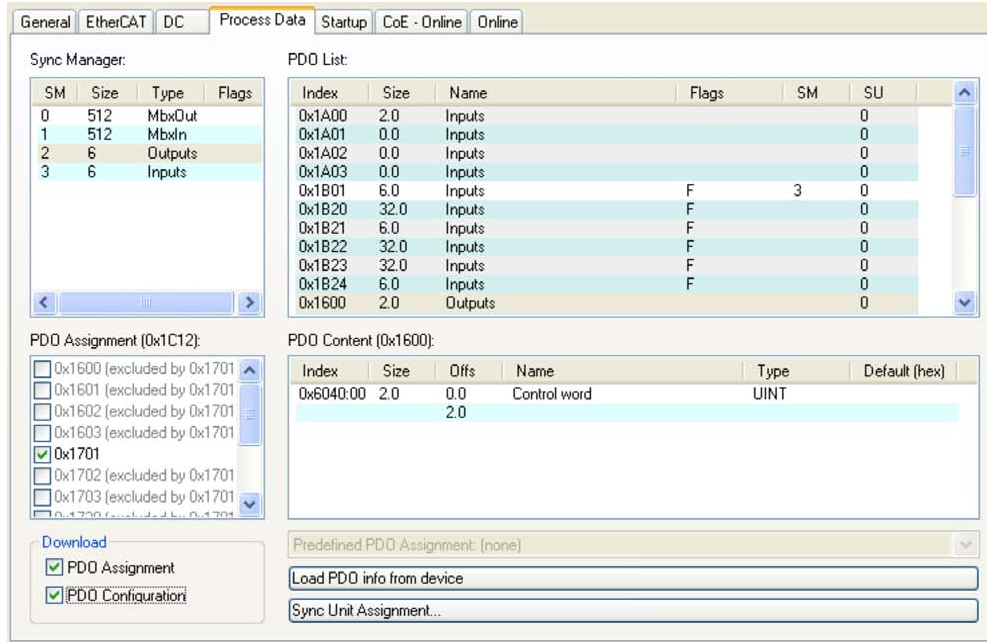 General EtherCAT DC Process Data Startup CoE - Online Online
Sync Manager:
SM Size Type Flags
0 512 MbxOut
1 512 MbxIn
2 6 Outputs
3 6 Inputs
PDO List:
Index Size Name Flags SM SU
0x1A00 2.0 Inputs 0
0x1A01 0.0 Inputs 0
0x1A02 0.0 Inputs 0
0x1A03 0.0 Inputs 0
0x1B01 6.0 Inputs F 3 0
0x1B20 32.0 Inputs F 0
0x1B21 6.0 Inputs F 0
0x1B22 32.0 Inputs F 0
0x1B23 32.0 Inputs F 0
0x1B24 6.0 Inputs F 0
0x1600 2.0 Outputs 0
PDO Assignment (0x1C12):
0x1600 (excluded by 0x1701
0x1601 (excluded by 0x1701
0x1602 (excluded by 0x1701
0x1603 (excluded by 0x1701
0x1701
0x1702 (excluded by 0x1701
0x1703 (excluded by 0x1701
PDO Content (0x1600):
Index Size Offs Name Type Default (hex)
0x6040:00 2.0 0.0 Control word UINT
2.0
Download
PDO Assignment
PDO Configuration
Predefined PDO Assignment: (none)
Load PDO info from device
Sync Unit Assignment...